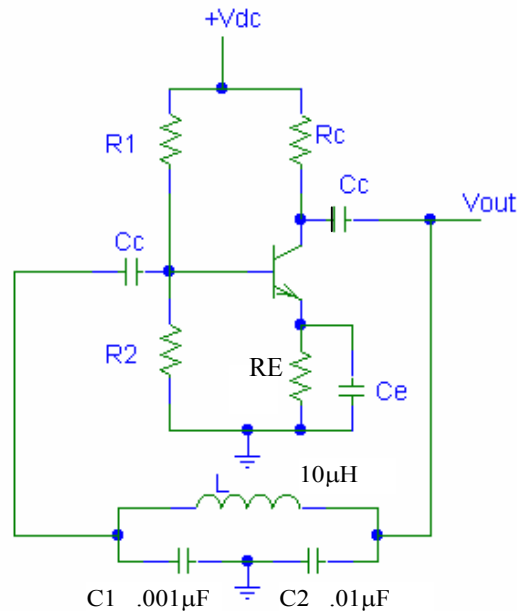 +Vdc
R1
Rc
Cc
Vout
Cc
R2
RE
Ce
10µH
L
C1 .001µF C2 .01µF